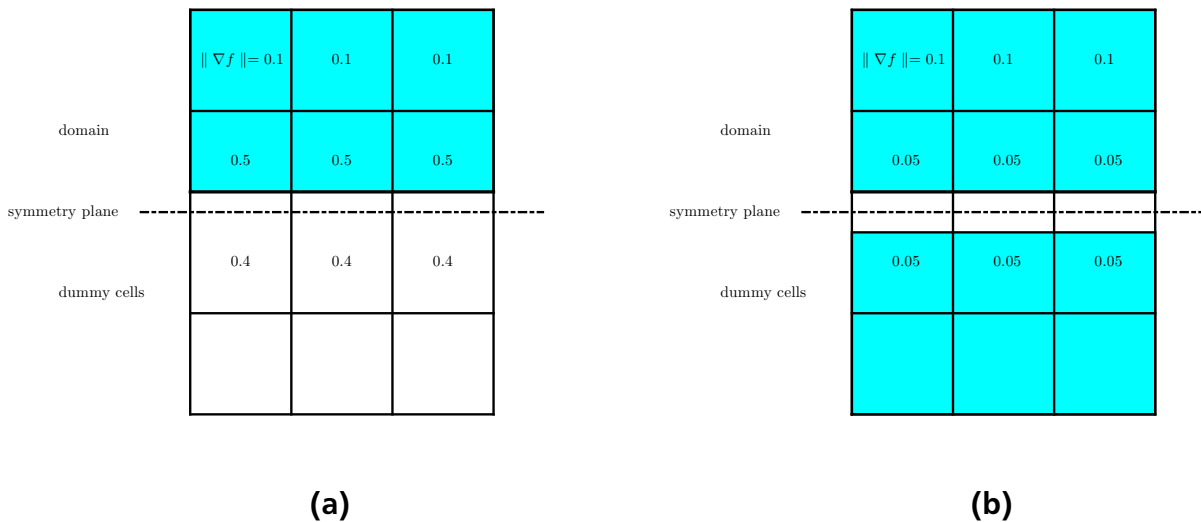 ‖ ∇f ‖= 0.1 0.1 0.1
domain
0.5 0.5 0.5
symmetry plane
0.4 0.4 0.4
dummy cells
(a)
‖ ∇f ‖= 0.1 0.1 0.1
domain
0.05 0.05 0.05
symmetry plane
0.05 0.05 0.05
dummy cells
(b)